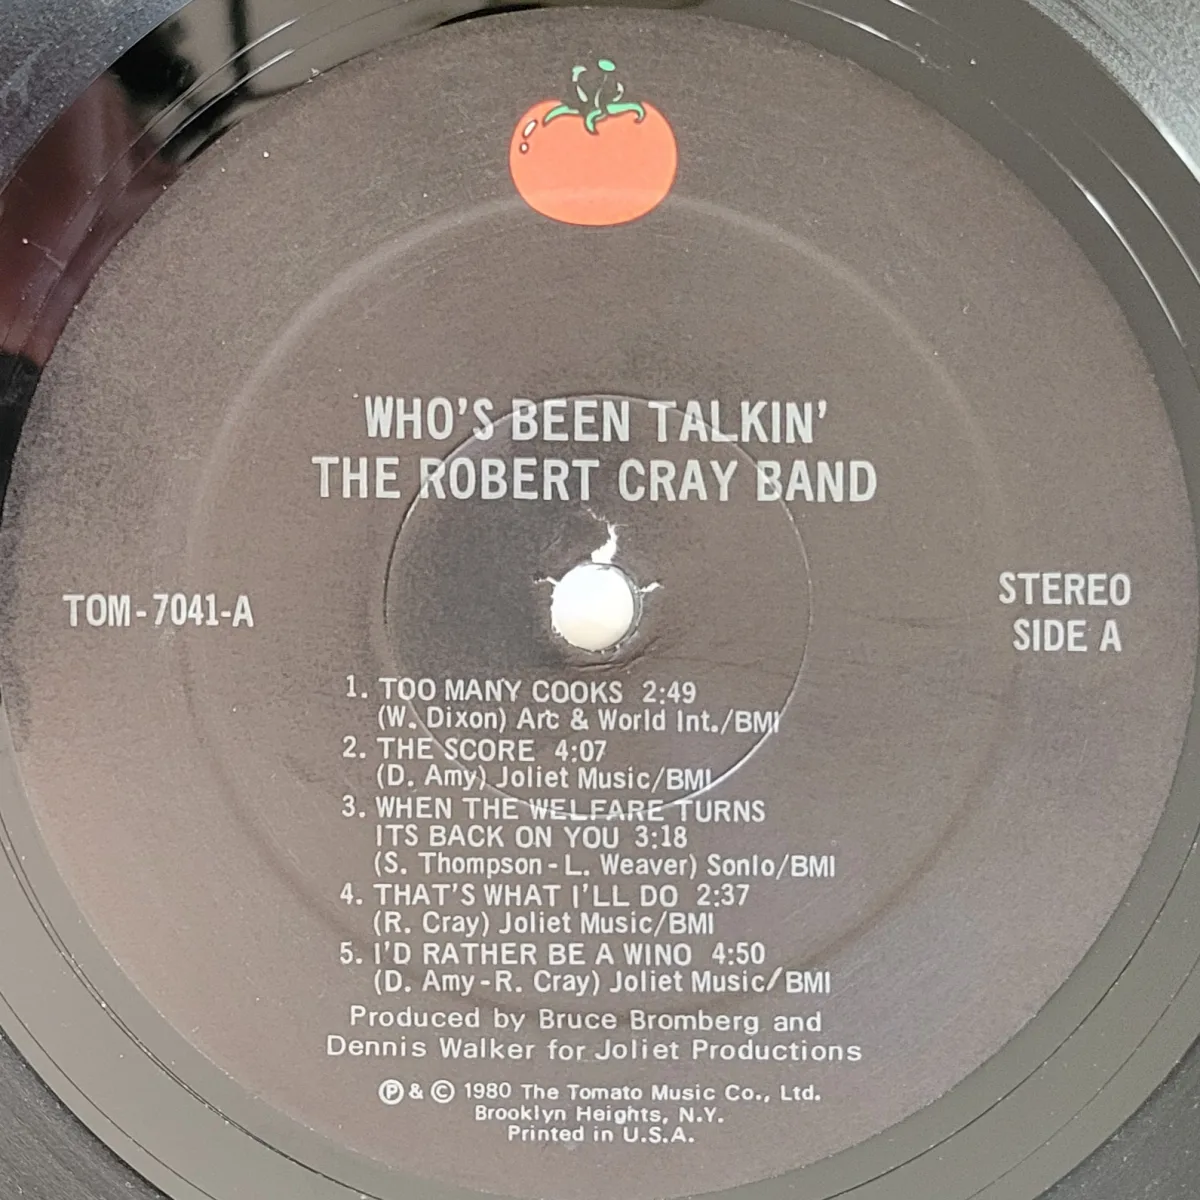 WHO'S BEEN TALKIN'
THE ROBERT CRAY BAND
TOM-7041-A
STEREO
SIDE A
1. TOO MANY COOKS 2:49
(W. Dixon) Arc & World Int./BMI
2. THE SCORE 4:07
(D. Amy) Joliet Music/BMI
3. WHEN THE WELFARE TURNS
ITS BACK ON YOU 3:18
(S. Thompson-L. Weaver) Sonlo/BMI
4. THAT'S WHAT I'LL DO 2:37
(R. Cray) Joliet Music/BMI
5. I'D RATHER BE A WINO 4:50
(D. Amy-R. Cray) Joliet Music/BMI
Produced by Bruce Bromberg and
Dennis Walker for Joliet Productions
℗ & © 1980 The Tomato Music Co., Ltd.
Brooklyn Heights, N.Y.
Printed in U.S.A.